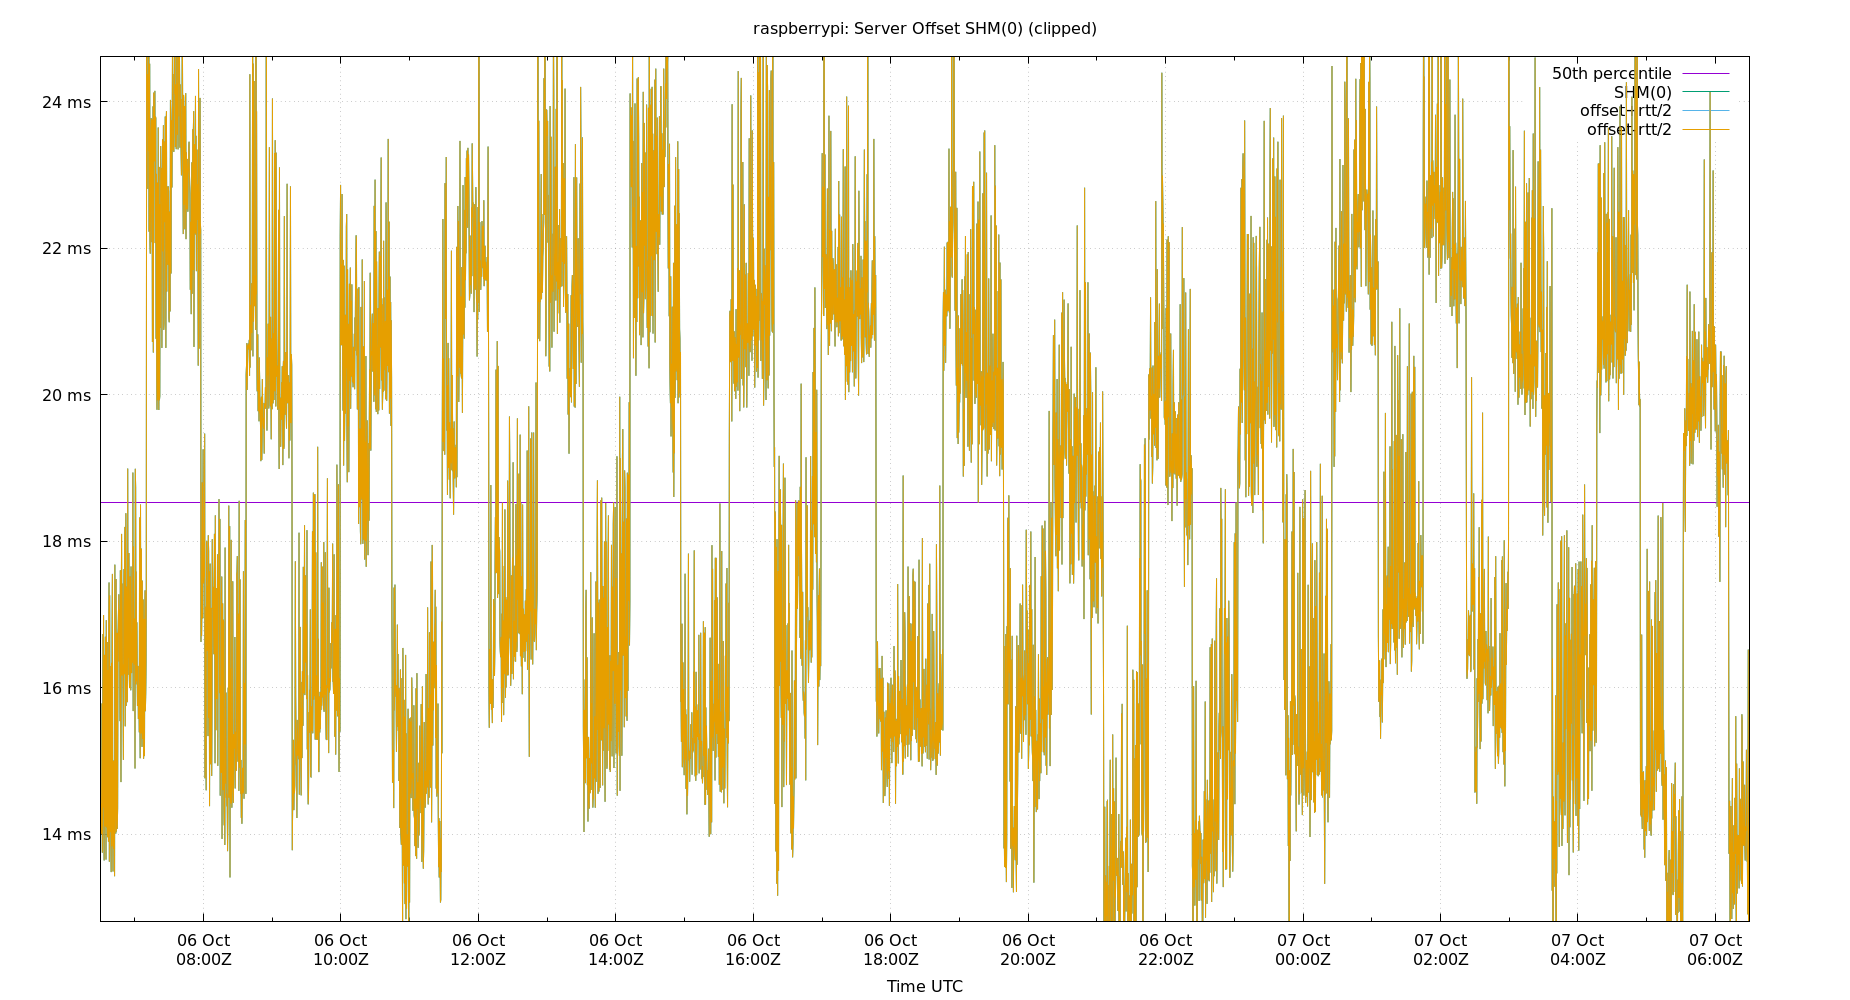 raspberrypi: Server Offset SHM(0) (clipped)
50th percentile
SHM(0)
offset+rtt/2
offset-rtt/2
24 ms
22 ms
20 ms
18 ms
16 ms
14 ms
06 Oct 06 Oct 06 Oct 06 Oct 06 Oct 06 Oct 06 Oct 06 Oct 07 Oct 07 Oct 07 Oct 07 Oct
08:00Z 10:00Z 12:00Z 14:00Z 16:00Z 18:00Z 20:00Z 22:00Z 00:00Z 02:00Z 04:00Z 06:00Z
Time UTC